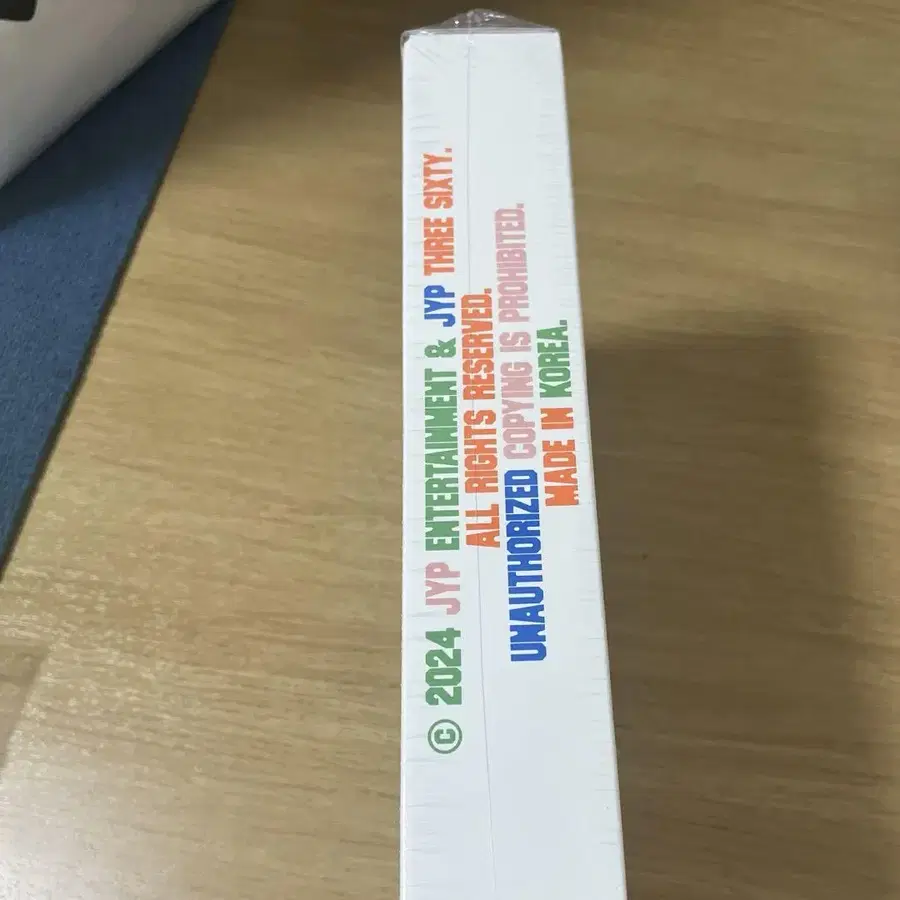 © 2024 JYP ENTERTAINMENT & JYP THREE SIXTY.
ALL RIGHTS RESERVED.
UNAUTHORIZED COPYING IS PROHIBITED.
MADE IN KOREA.